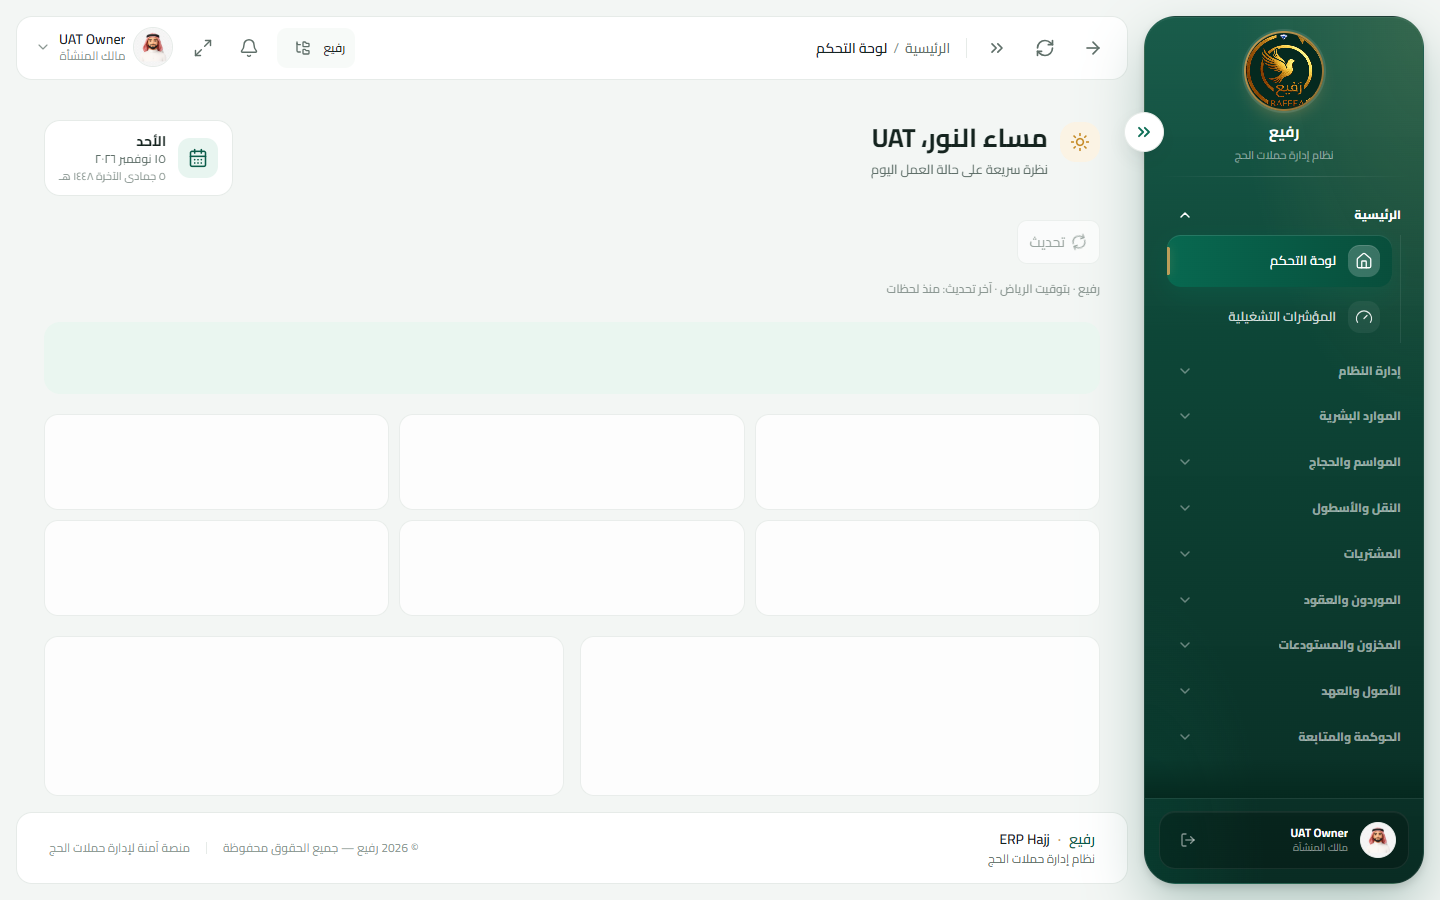 رفيع
RAFEEA
رفيع
نظام إدارة حملات الحج
الرئيسية
لوحة التحكم
المؤشرات التشغيلية
إدارة النظام
الموارد البشرية
المواسم والحجاج
النقل والأسطول
المشتريات
الموردون والعقود
المخزون والمستودعات
الأصول والعهد
الحوكمة والمتابعة
UAT Owner
مالك المنشأة
الرئيسية / لوحة التحكم
رفيع
UAT Owner
مالك المنشأة
مساء النور، UAT
نظرة سريعة على حالة العمل اليوم
الأحد
١٥ نوفمبر ٢٠٢٦
٥ جمادى الآخرة ١٤٤٨ هـ
تحديث
رفيع · بتوقيت الرياض · آخر تحديث: منذ لحظات
رفيع · ERP Hajj
نظام إدارة حملات الحج
© 2026 رفيع — جميع الحقوق محفوظة
منصة آمنة لإدارة حملات الحج